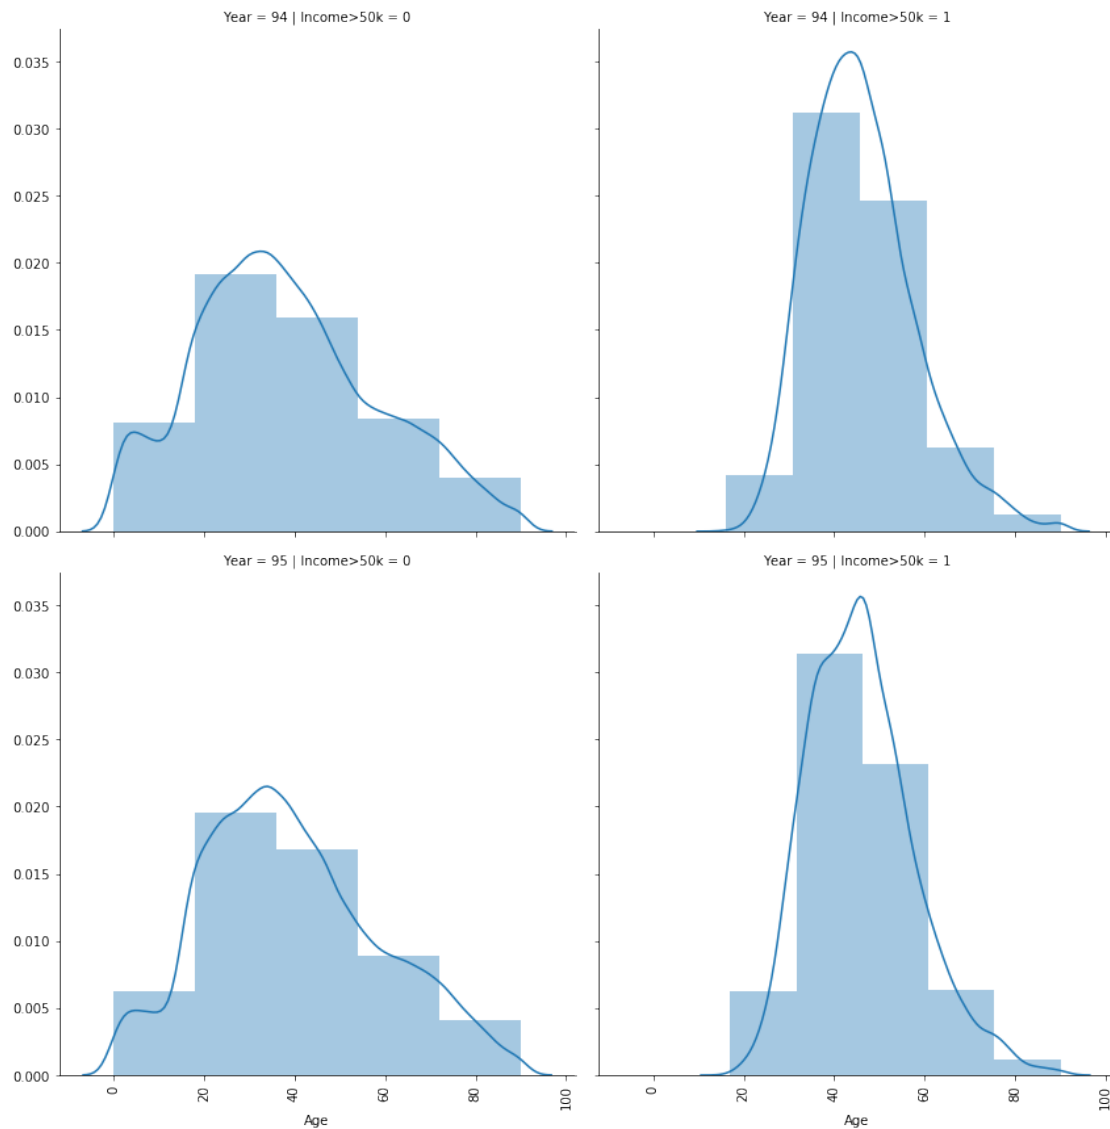 Year = 94 | Income>50k = 0
Year = 94 | Income>50k = 1
0.035
0.030
0.025
0.020
0.015
0.010
0.005
0.000
Year = 95 | Income>50k = 0
Year = 95 | Income>50k = 1
0.035
0.030
0.025
0.020
0.015
0.010
0.005
0.000
0 20 40 60 80 100
0 20 40 60 80 100
Age
Age